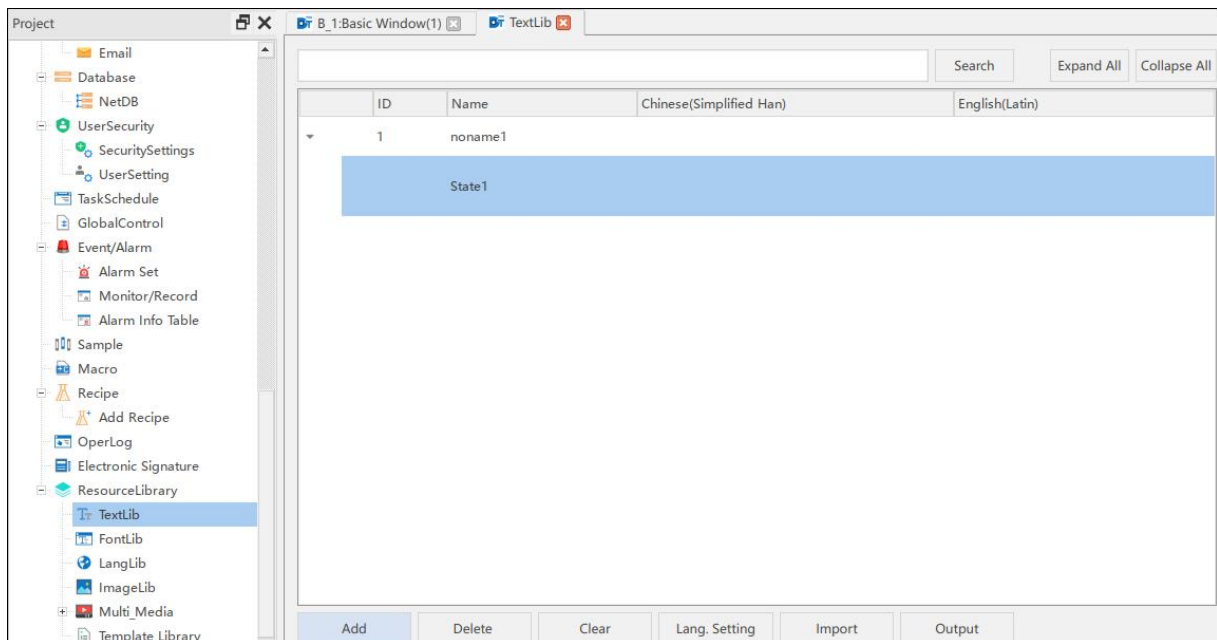 Project
Email
Database
NetDB
UserSecurity
SecuritySettings
UserSetting
TaskSchedule
GlobalControl
Event/Alarm
Alarm Set
Monitor/Record
Alarm Info Table
Sample
Macro
Recipe
Add Recipe
OperLog
Electronic Signature
ResourceLibrary
TextLib
FontLib
LangLib
ImageLib
Multi_Media
Template Library
B_1:Basic Window(1) TextLib
Search Expand All Collapse All
ID Name Chinese(Simplified Han) English(Latin)
1 noname1
State1
Add Delete Clear Lang. Setting Import Output